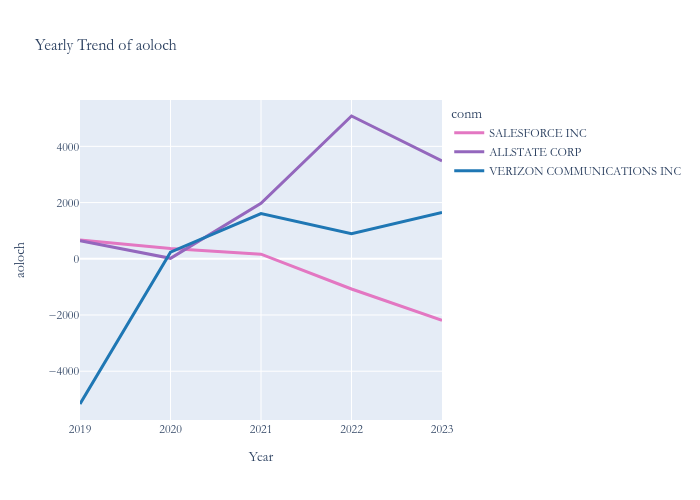 Yearly Trend of aoloch
conm
SALESFORCE INC
ALLSTATE CORP
VERIZON COMMUNICATIONS INC
aoloch
4000
2000
0
−2000
−4000
2019
2020
2021
2022
2023
Year